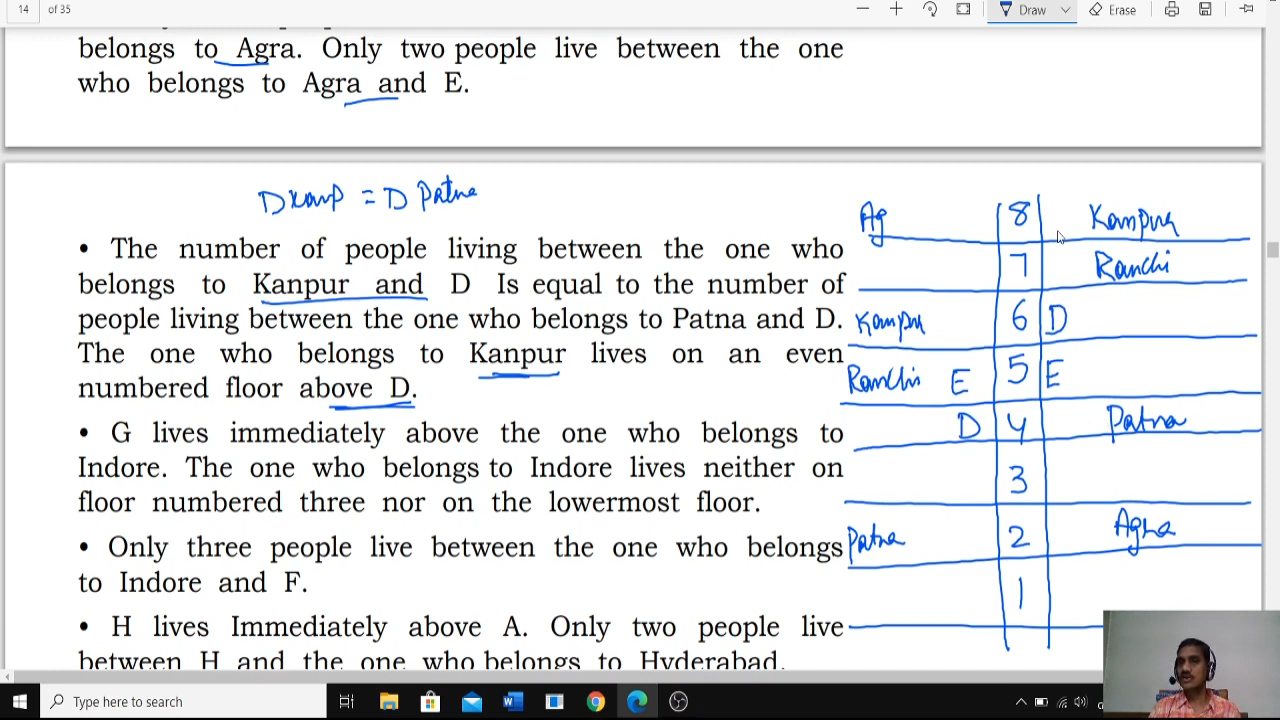 14 of 35
Draw
Erase
belongs to Agra. Only two people live between the one
who belongs to Agra and E.
Dkanp = D Patna
• The number of people living between the one who
belongs to Kanpur and D Is equal to the number of
people living between the one who belongs to Patna and D.
The one who belongs to Kanpur lives on an even
numbered floor above D.
• G lives immediately above the one who belongs to
Indore. The one who belongs to Indore lives neither on
floor numbered three nor on the lowermost floor.
• Only three people live between the one who belongs
to Indore and F.
• H lives Immediately above A. Only two people live
between H and the one who belongs to Hyderabad.
Ag 8 Kanpur
7 Ranchi
Kanpu 6 D
Ranchi E 5 E
D 4 Patna
3
Patna 2 Agra
1
Type here to search